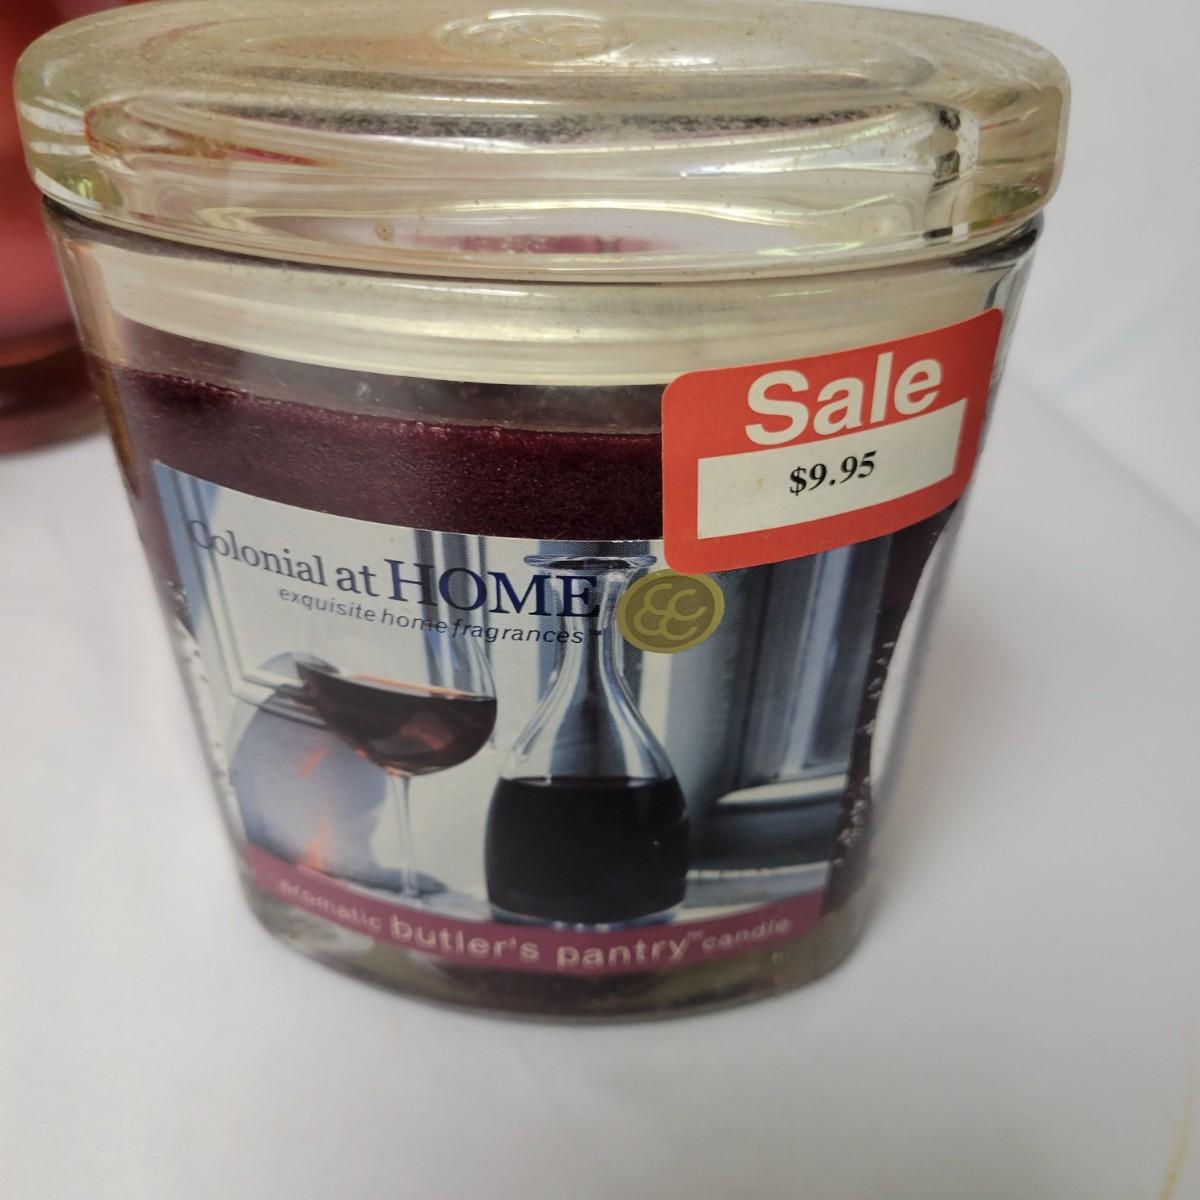 Sale
$9.95
Colonial at HOME
exquisite home fragrances™
aromatic butler's pantry™ candle